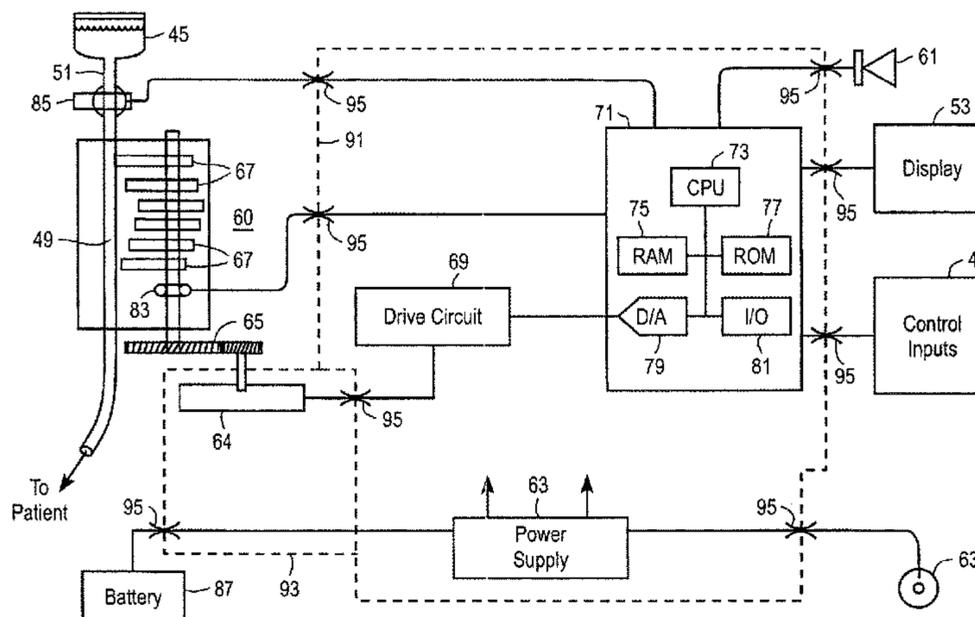 45
51
85
95
95
61
71
53
Display
91
73
CPU
67
60
75
RAM
77
ROM
95
95
49
67
69
Drive Circuit
4
Control
Inputs
83
D/A
I/O
65
79
81
95
64
95
To
Patient
95
63
Power
Supply
95
63
Battery
87
93